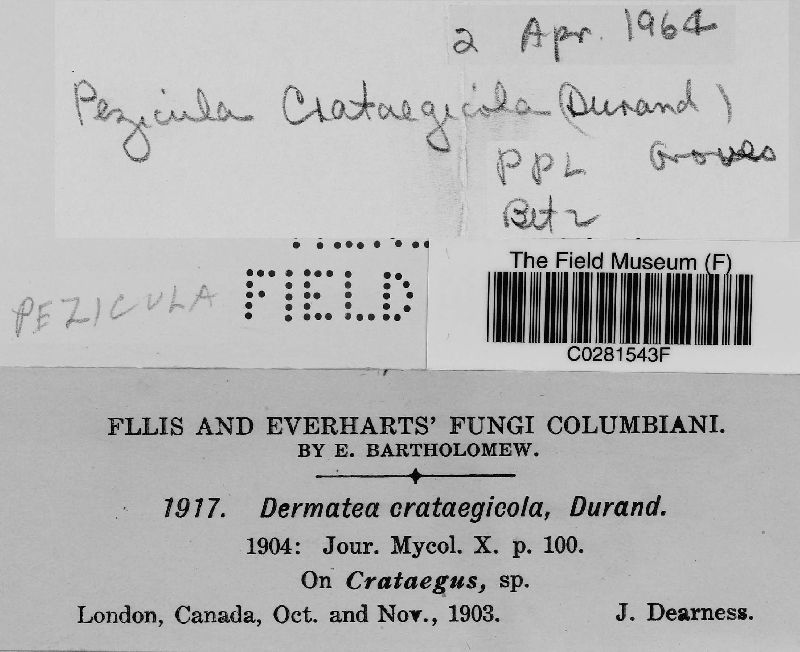 2 Apr. 1964
Pezicula Crataegicola (Durand)
PPL Groves
Betz
PEZICULA
FIELD
The Field Museum (F)
C0281543F
FLLIS AND EVERHARTS' FUNGI COLUMBIANI.
BY E. BARTHOLOMEW.
1917. Dermatea crataegicola, Durand.
1904: Jour. Mycol. X. p. 100.
On Crataegus, sp.
London, Canada, Oct. and Nov., 1903. J. Dearness.